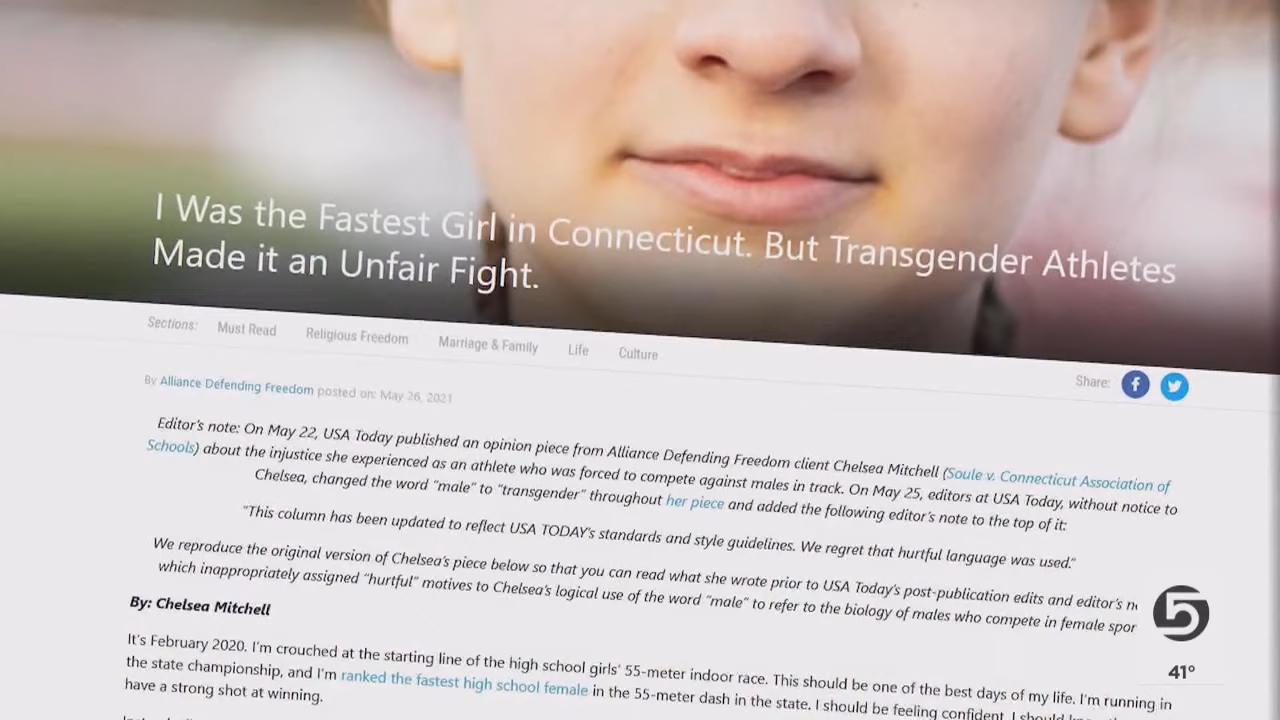 I Was the Fastest Girl in Connecticut. But Transgender Athletes
Made it an Unfair Fight.
Sections: Must Read Religious Freedom Marriage & Family Life Culture
Share:
By Alliance Defending Freedom posted on: May 26, 2021
Editor's note: On May 22, USA Today published an opinion piece from Alliance Defending Freedom client Chelsea Mitchell (Soule v. Connecticut Association of
Schools) about the injustice she experienced as an athlete who was forced to compete against males in track. On May 25, editors at USA Today, without notice to
Chelsea, changed the word "male" to "transgender" throughout her piece and added the following editor's note to the top of it:
"This column has been updated to reflect USA TODAY's standards and style guidelines. We regret that hurtful language was used."
We reproduce the original version of Chelsea's piece below so that you can read what she wrote prior to USA Today's post-publication edits and editor's
which inappropriately assigned "hurtful" motives to Chelsea's logical use of the word "male" to refer to the biology of males who compete in female
By: Chelsea Mitchell
It's February 2020. I'm crouched at the starting line of the high school girls' 55-meter indoor race. This should be one of the best days of my life. I'm running in
the state championship, and I'm ranked the fastest high school female in the 55-meter dash in the state. I should be feeling confident. I should
have a strong shot at winning.
5
41°